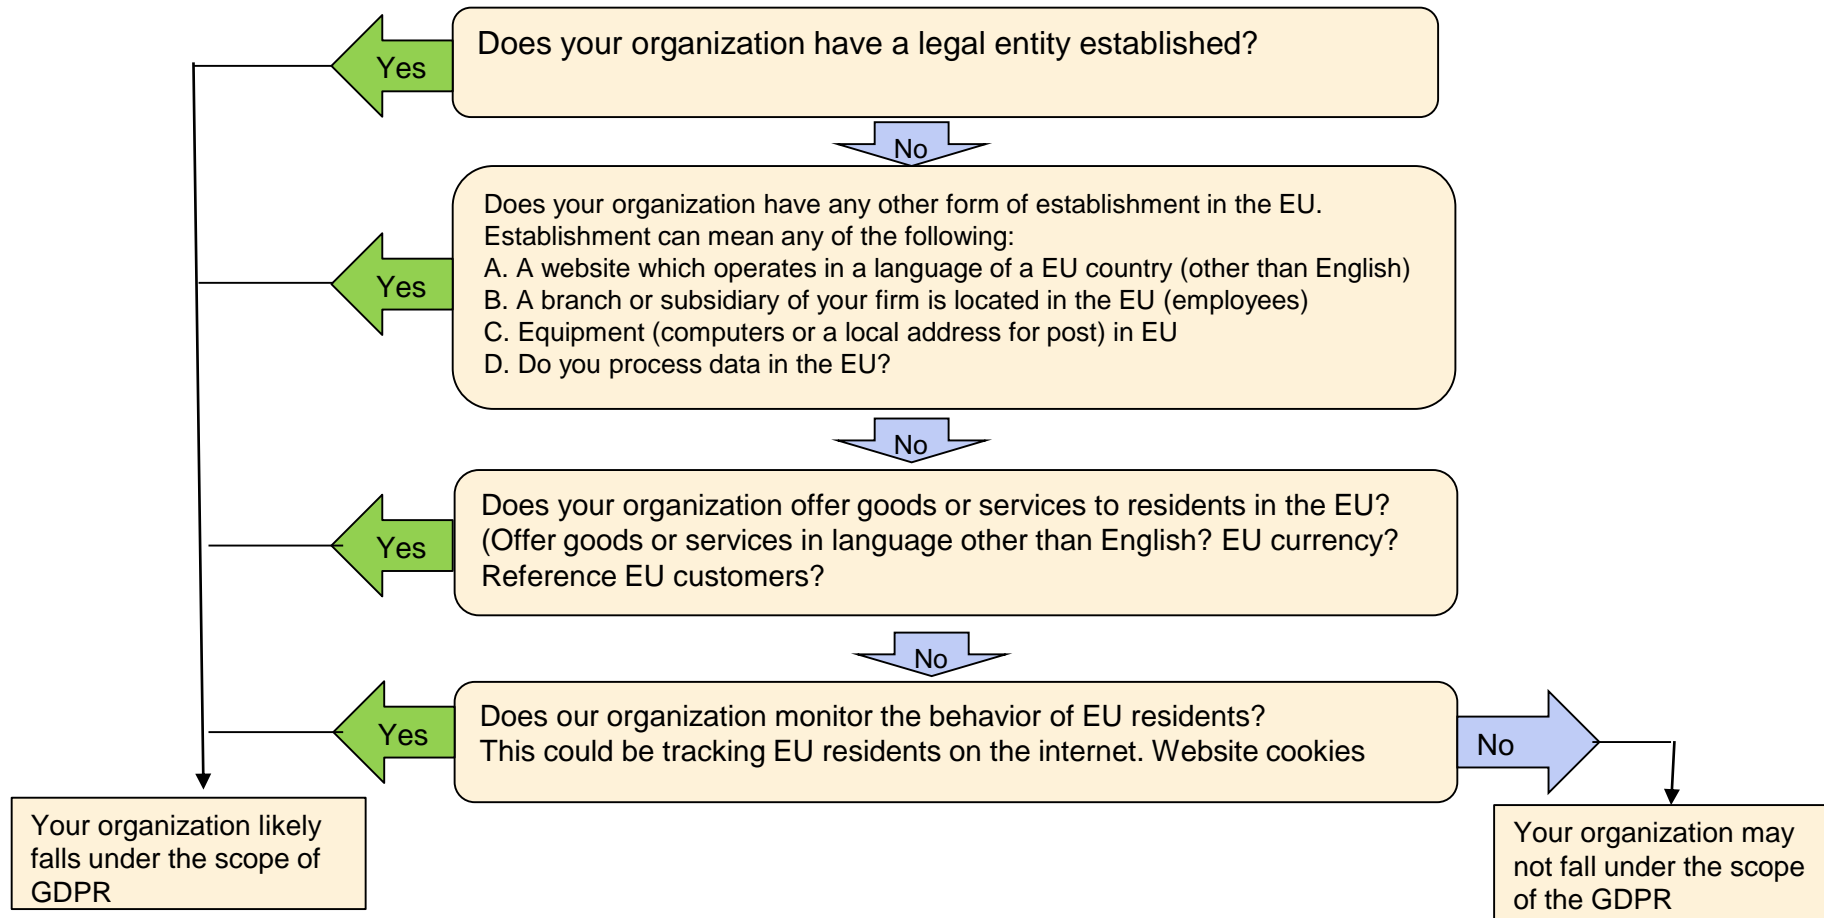 Does your organization have a legal entity established?
Yes
No
Does your organization have any other form of establishment in the EU.
Establishment can mean any of the following:
A. A website which operates in a language of a EU country (other than English)
B. A branch or subsidiary of your firm is located in the EU (employees)
C. Equipment (computers or a local address for post) in EU
D. Do you process data in the EU?
Yes
No
Does your organization offer goods or services to residents in the EU?
(Offer goods or services in language other than English? EU currency?
Reference EU customers?
Yes
No
Does our organization monitor the behavior of EU residents?
This could be tracking EU residents on the internet. Website cookies
Yes
No
Your organization likely
falls under the scope of
GDPR
Your organization may
not fall under the scope
of the GDPR